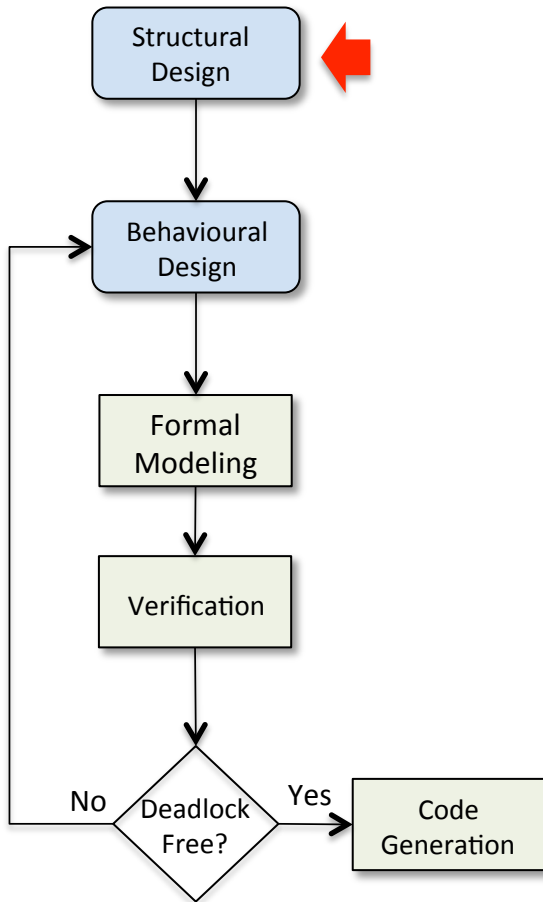 Structural
Design
Behavioural
Design
Formal
Modeling
Verification
No
Deadlock
Free?
Yes
Code
Generation